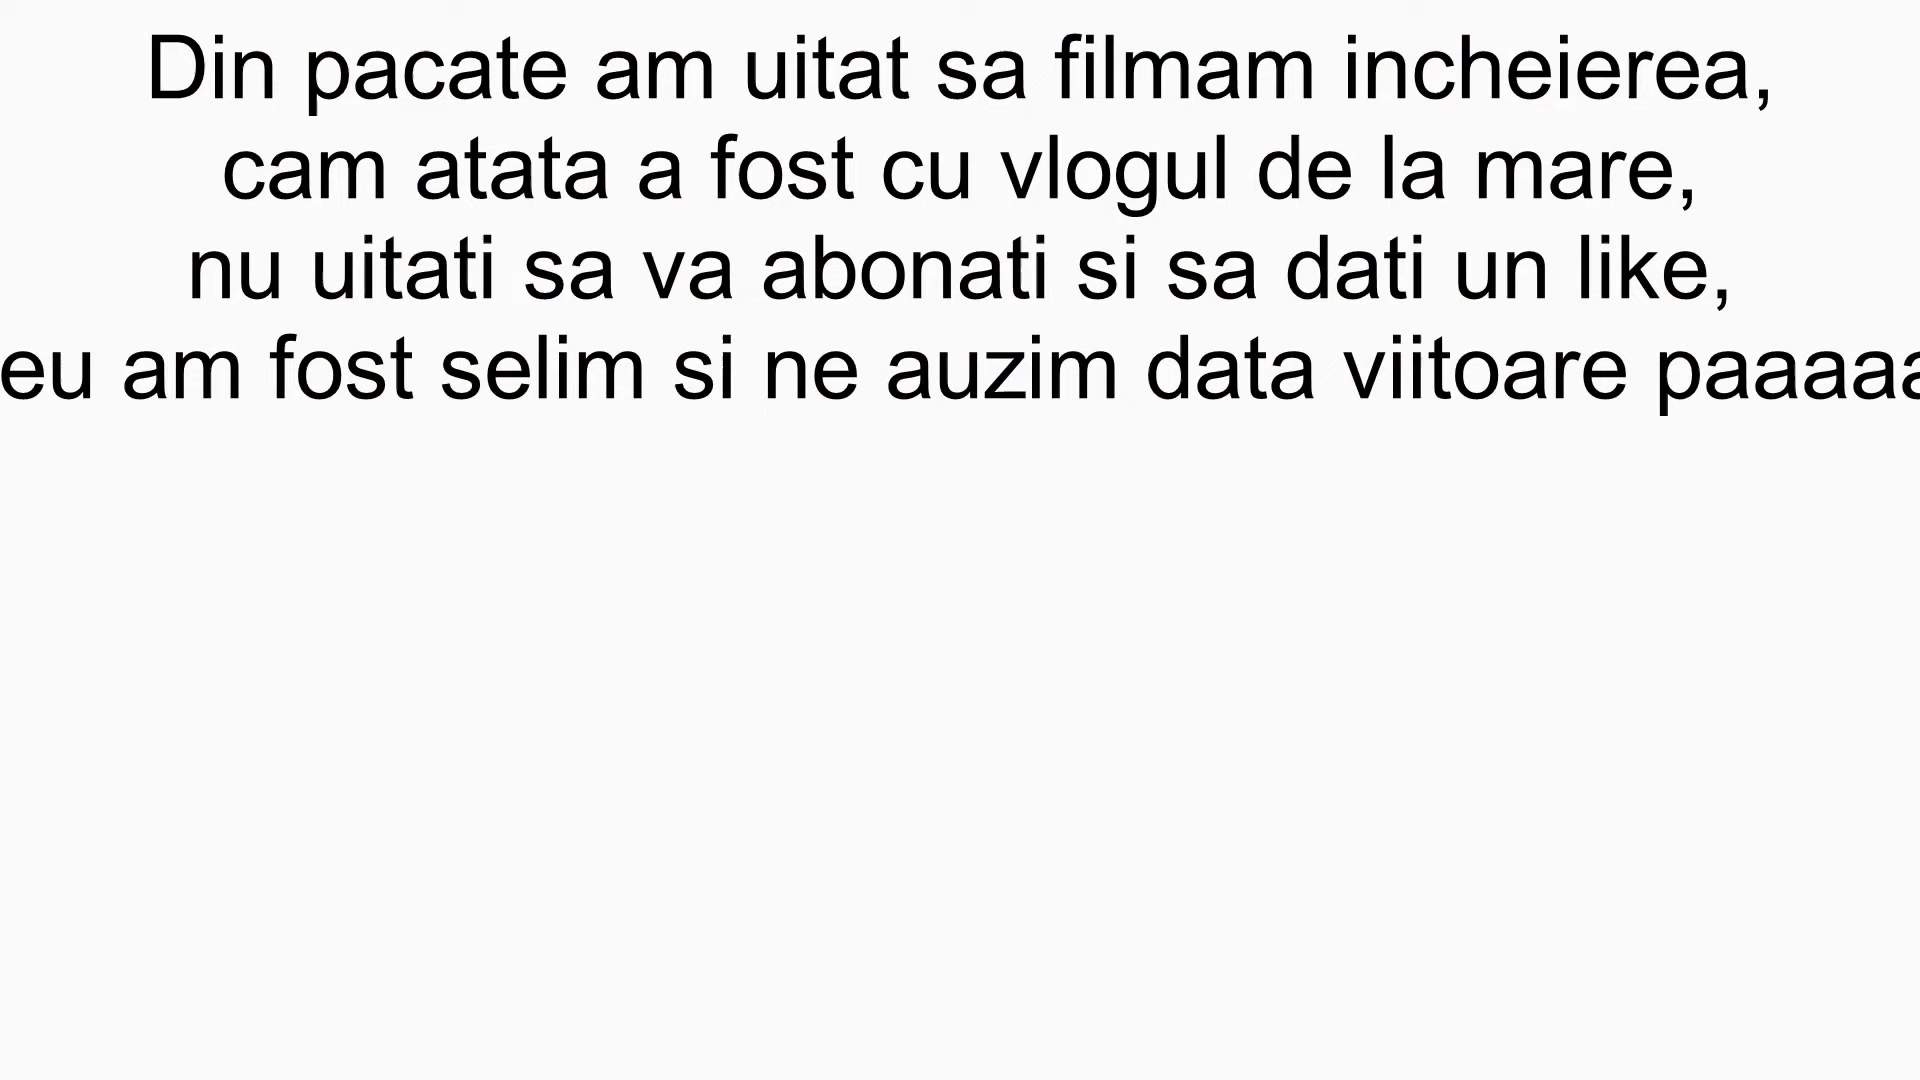 Din pacate am uitat sa filmam incheierea,
cam atata a fost cu vlogul de la mare,
nu uitati sa va abonati si sa dati un like,
eu am fost selim si ne auzim data viitoare paaaaa